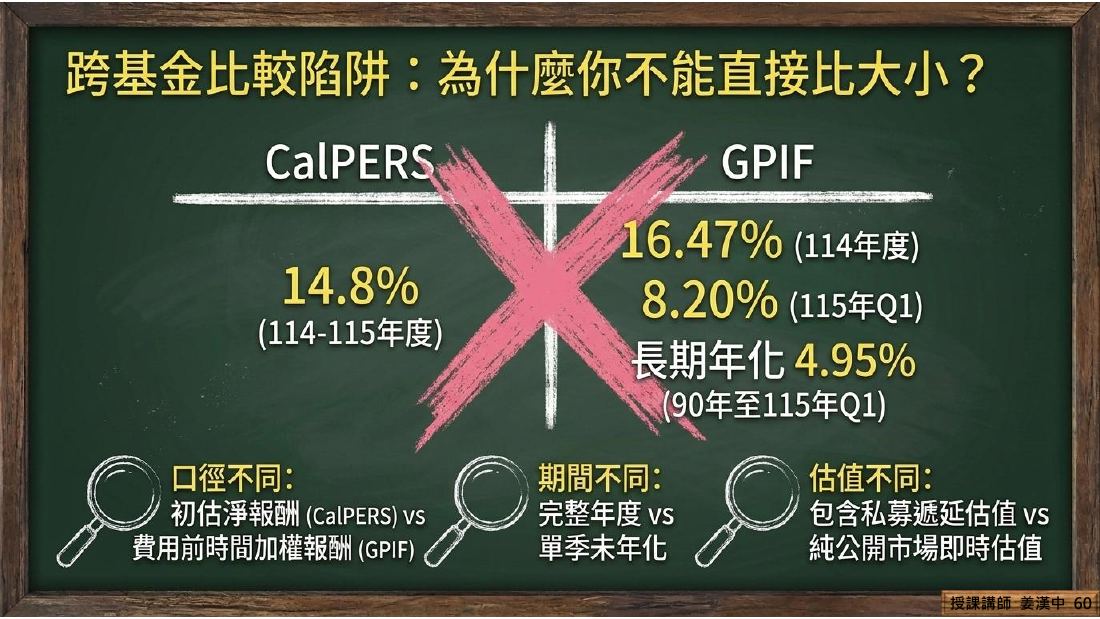 跨基金比較陷阱：為什麼你不能直接比大小？
CalPERS
GPIF
14.8%
(114-115年度)
16.47% (114年度)
8.20% (115年Q1)
長期年化 4.95%
(90年至115年Q1)
口徑不同：
初估淨報酬 (CalPERS) vs
費用前時間加權報酬 (GPIF)
期間不同：
完整年度 vs
單季未年化
估值不同：
包含私募遞延估值 vs
純公開市場即時估值
授課講師 姜漢中 60